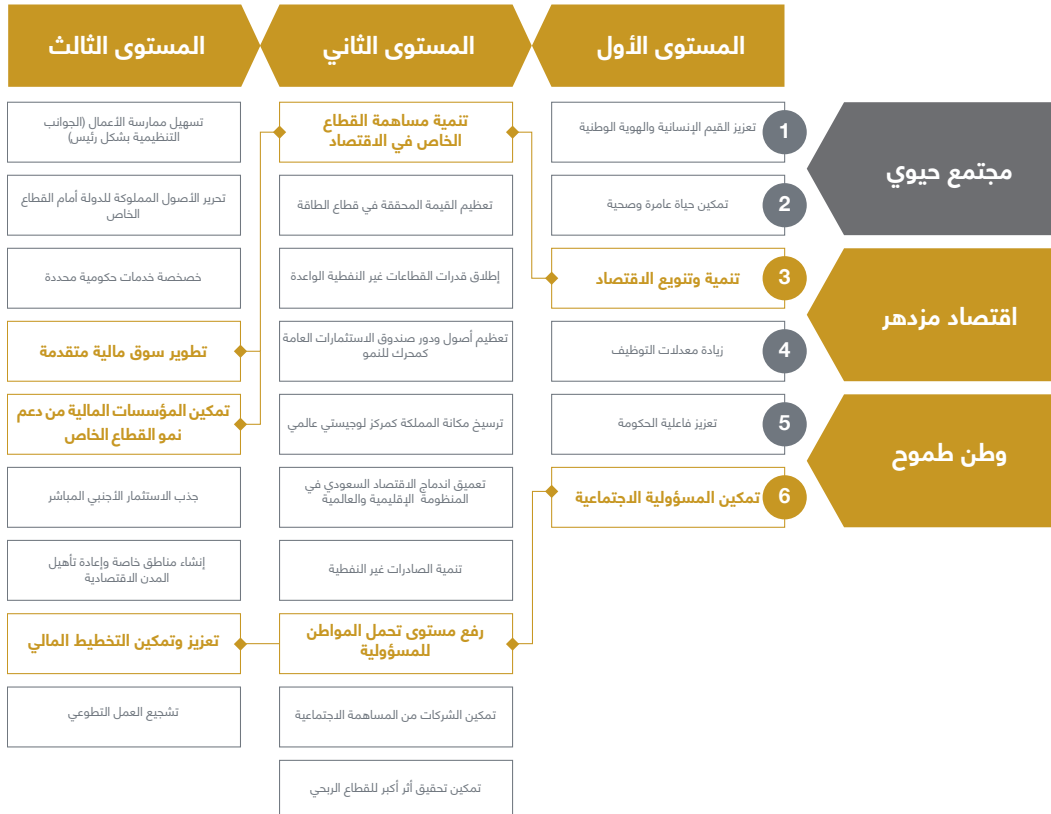 المستوى الأول
المستوى الثاني
المستوى الثالث
مجتمع حيوي
اقتصاد مزدهر
وطن طموح
1
تعزيز القيم الإنسانية والهوية الوطنية
2
تمكين حياة عامرة وصحية
3
تنمية وتنويع الاقتصاد
4
زيادة معدلات التوظيف
5
تعزيز فاعلية الحكومة
6
تمكين المسؤولية الاجتماعية
تنمية مساهمة القطاع
الخاص في الاقتصاد
تعظيم القيمة المحققة في قطاع الطاقة
إطلاق قدرات القطاعات غير النفطية الواعدة
تعظيم أصول ودور صندوق الاستثمارات العامة
كمحرك للنمو
ترسيخ مكانة المملكة كمركز لوجيستي عالمي
تعميق اندماج الاقتصاد السعودي في
المنظومة الإقليمية والعالمية
تنمية الصادرات غير النفطية
رفع مستوى تحمل المواطن
للمسؤولية
تمكين الشركات من المساهمة الاجتماعية
تمكين تحقيق أثر أكبر للقطاع الربحي
تسهيل ممارسة الأعمال (الجوانب
التنظيمية بشكل رئيس)
تحرير الأصول المملوكة للدولة أمام القطاع
الخاص
خصخصة خدمات حكومية محددة
تطوير سوق مالية متقدمة
تمكين المؤسسات المالية من دعم
نمو القطاع الخاص
جذب الاستثمار الأجنبي المباشر
إنشاء مناطق خاصة وإعادة تأهيل
المدن الاقتصادية
تعزيز وتمكين التخطيط المالي
تشجيع العمل التطوعي